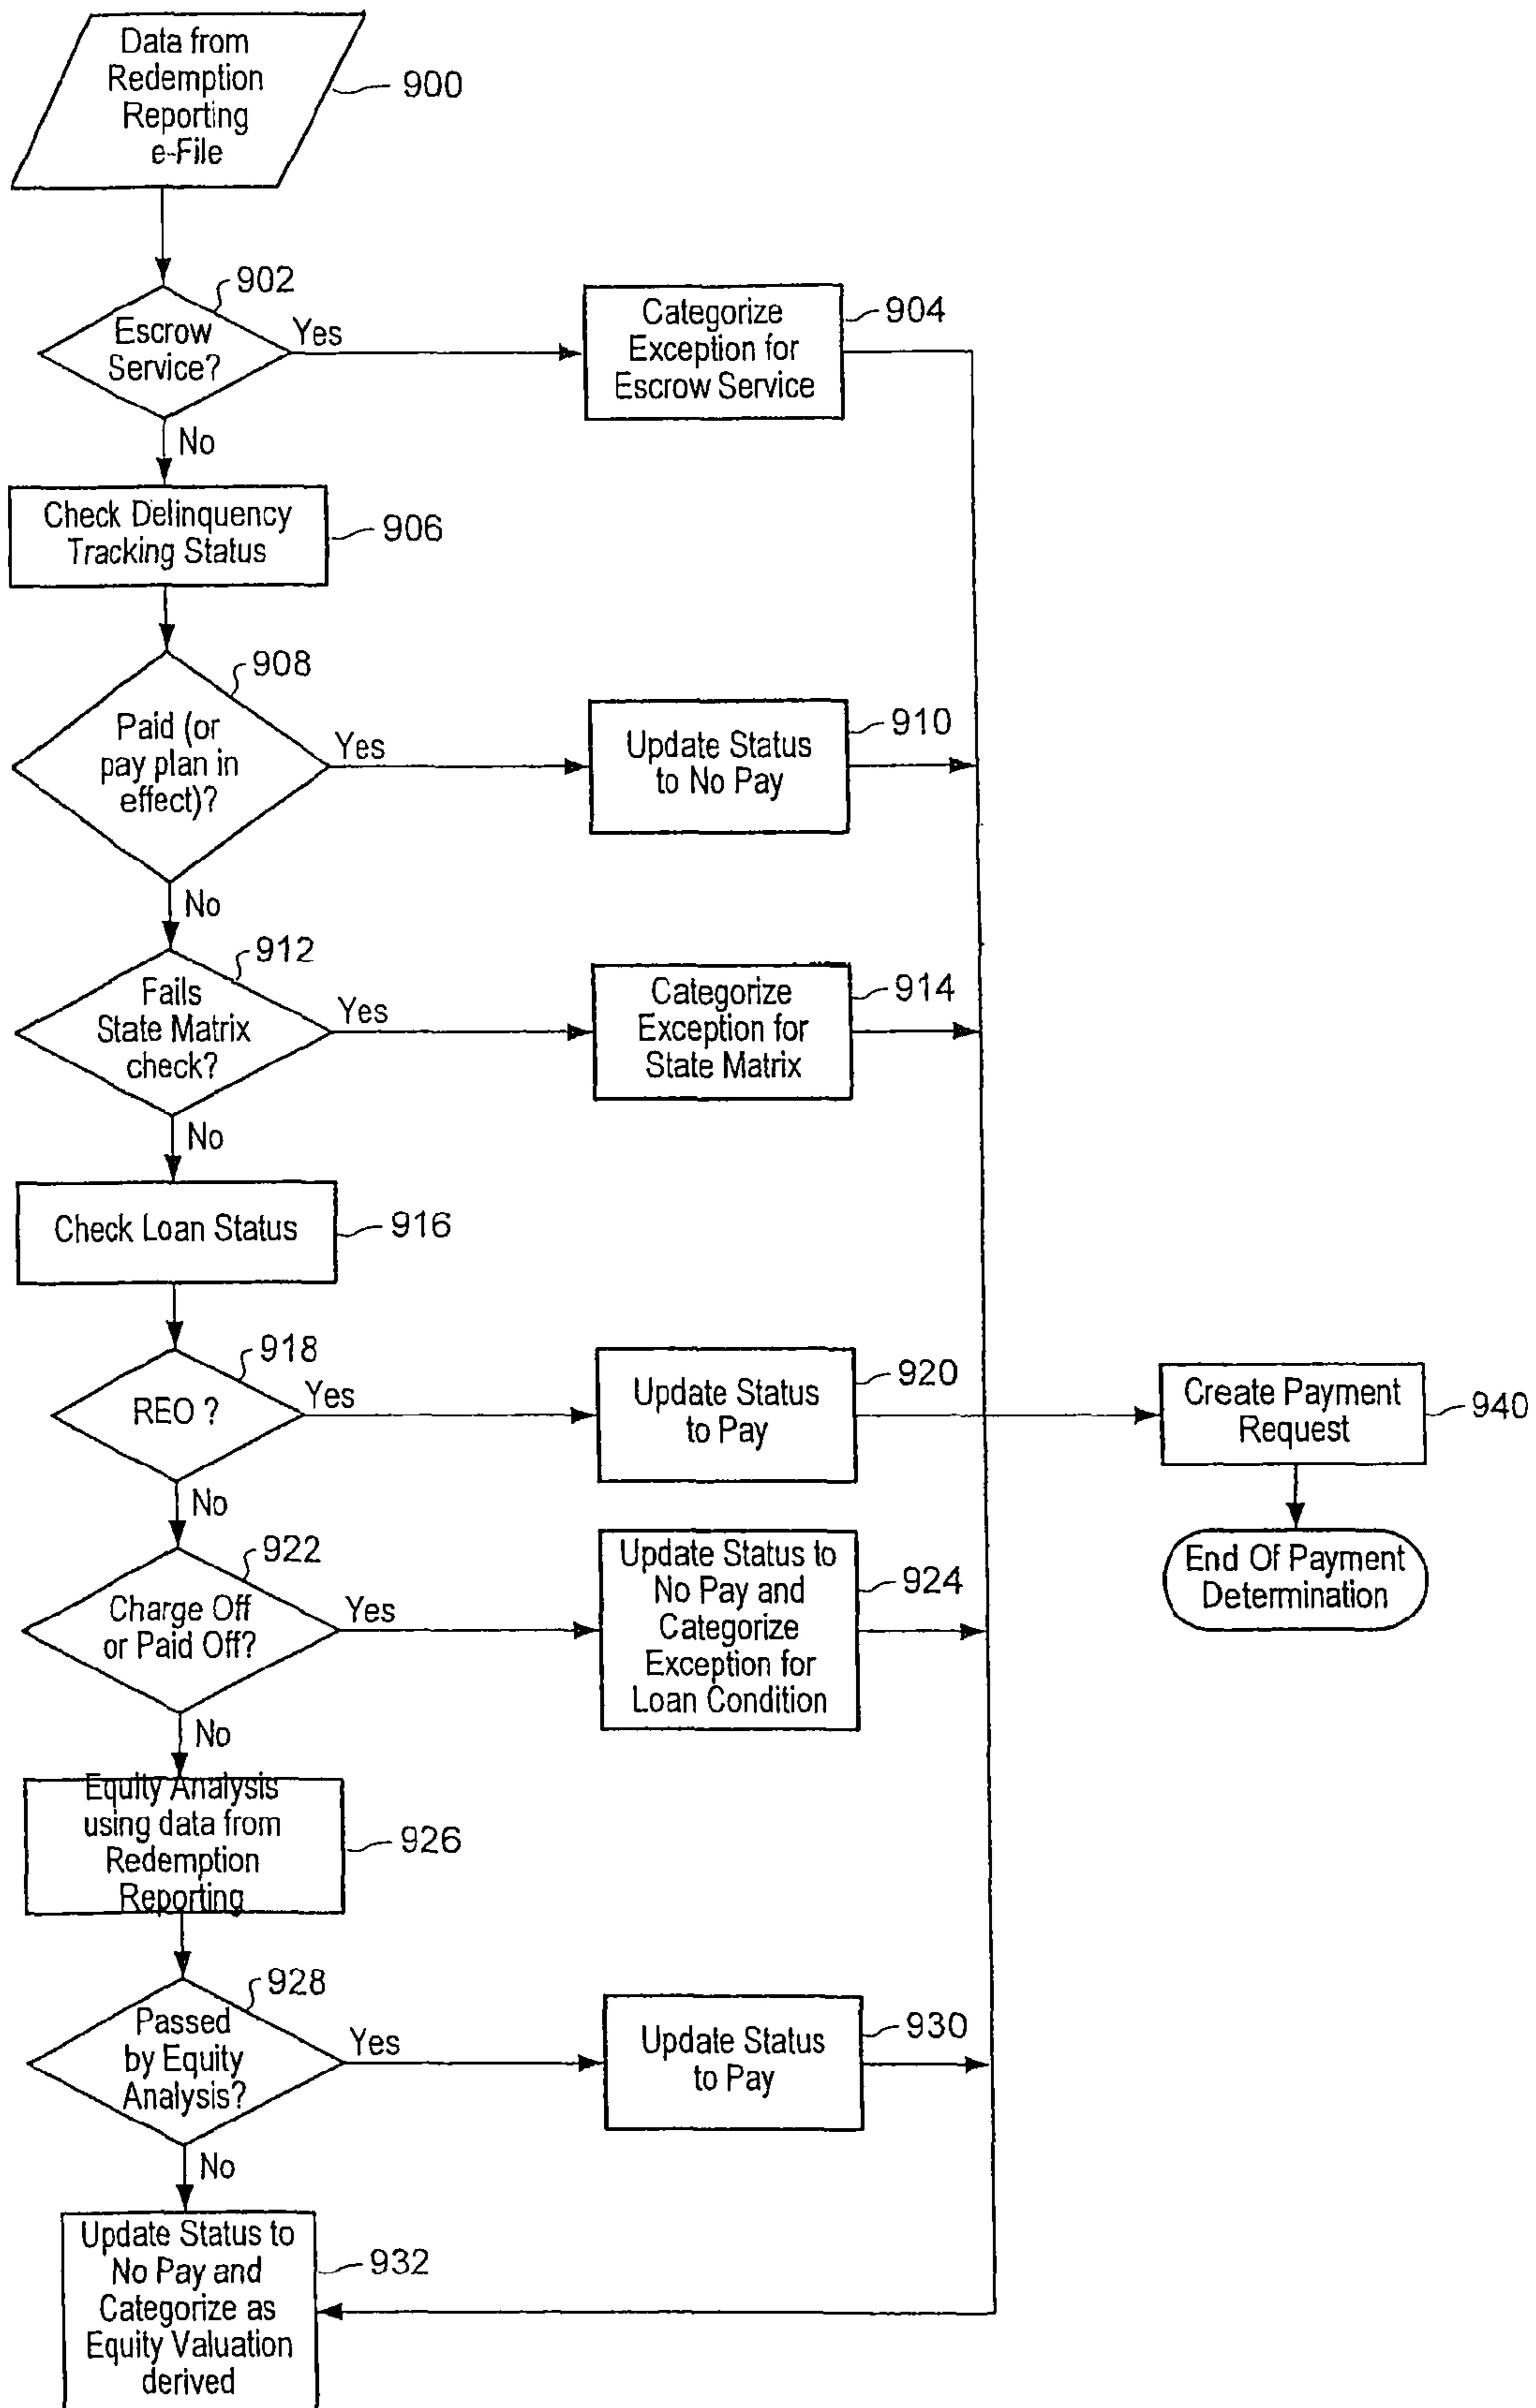 Data from
Redemption
Reporting
e-File
900
902
Escrow
Service?
Yes
Categorize
Exception for
Escrow Service
904
No
Check Delinquency
Tracking Status
906
908
Paid (or
pay plan in
effect)?
Yes
Update Status
to No Pay
910
No
912
Fails
State Matrix
check?
Yes
Categorize
Exception for
State Matrix
914
No
Check Loan Status
916
918
REO ?
Yes
Update Status
to Pay
920
Create Payment
Request
940
End Of Payment
Determination
No
922
Charge Off
or Paid Off?
Yes
Update Status to
No Pay and
Categorize
Exception for
Loan Condition
924
No
Equity Analysis
using data from
Redemption
Reporting
926
928
Passed
by Equity
Analysis?
Yes
Update Status
to Pay
930
No
Update Status to
No Pay and
Categorize as
Equity Valuation
derived
932